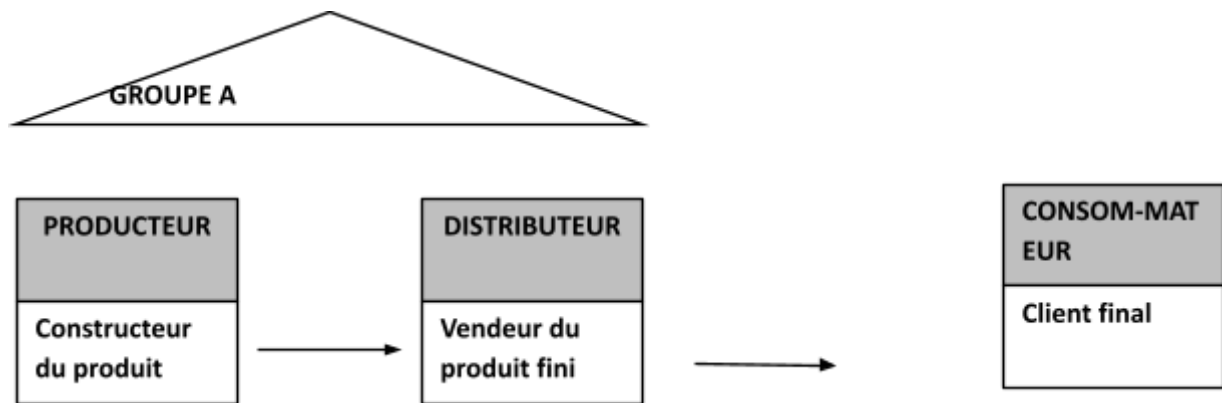 GROUPE A
PRODUCTEUR
Constructeur
du produit
DISTRIBUTEUR
Vendeur du
produit fini
CONSOM-MAT
EUR
Client final